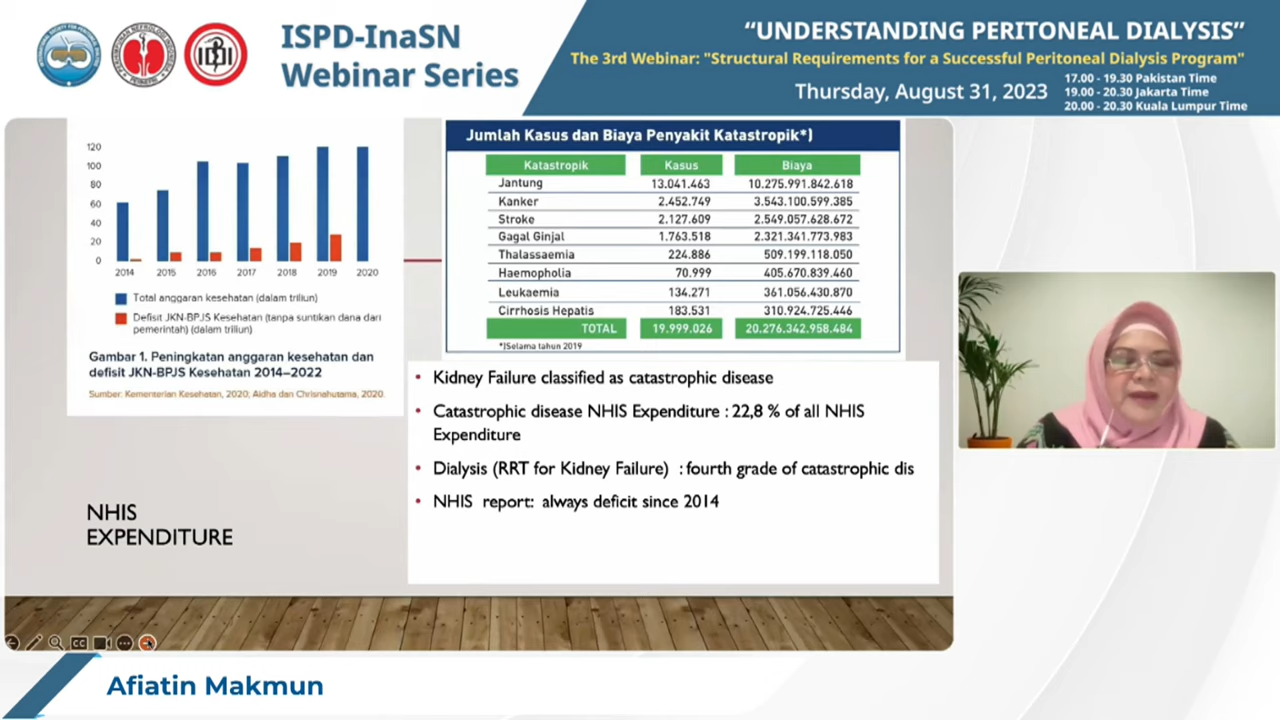 ISPD-InaSN
Webinar Series
“UNDERSTANDING PERITONEAL DIALYSIS”
The 3rd Webinar: "Structural Requirements for a Successful Peritoneal Dialysis Program"
Thursday, August 31, 2023
17.00 - 19.30 Pakistan Time
19.00 - 20.30 Jakarta Time
20.00 - 20.30 Kuala Lumpur Time
120
100
80
60
40
20
0
2014 2015 2016 2017 2018 2019 2020
Total anggaran kesehatan (dalam triliun)
Defisit JKN-BPJS Kesehatan (tanpa suntikan dana dari
pemerintah) (dalam triliun)
Gambar 1. Peningkatan anggaran kesehatan dan
defisit JKN-BPJS Kesehatan 2014–2022
Sumber: Kementerian Kesehatan, 2020; Aidha dan Chrisnahutama, 2020.
Jumlah Kasus dan Biaya Penyakit Katastropik*)
Katastropik Kasus Biaya
Jantung 13.041.463 10.275.991.842.618
Kanker 2.452.749 3.543.100.599.385
Stroke 2.127.609 2.549.057.628.672
Gagal Ginjal 1.763.518 2.321.341.773.983
Thalassaemia 224.886 509.199.118.050
Haemopholia 70.999 405.670.839.460
Leukaemia 134.271 361.056.430.870
Cirrhosis Hepatis 183.531 310.924.725.446
TOTAL 19.999.026 20.276.342.958.484
*)Selama tahun 2019
• Kidney Failure classified as catastrophic disease
• Catastrophic disease NHIS Expenditure : 22,8 % of all NHIS
Expenditure
• Dialysis (RRT for Kidney Failure) : fourth grade of catastrophic dis
• NHIS report: always deficit since 2014
NHIS
EXPENDITURE
CC
Afiatin Makmun